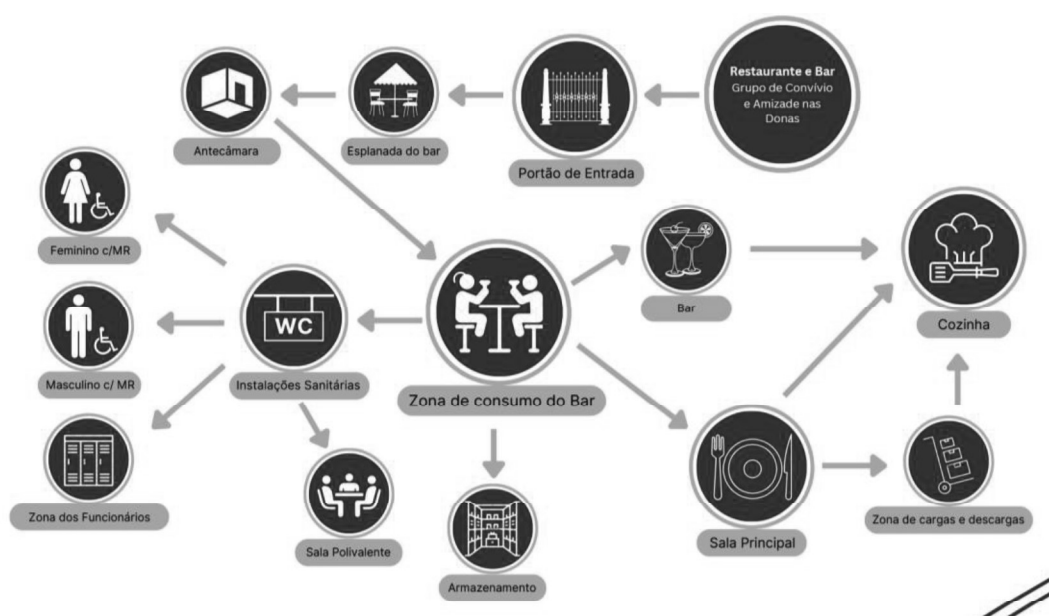 Restaurante e Bar
Grupo de Convívio
e Amizade nas
Donas
Portão de Entrada
Esplanada do bar
Antecâmara
Feminino c/MR
Bar
Cozinha
WC
Masculino c/ MR
Instalações Sanitárias
Zona de consumo do Bar
Zona dos Funcionários
Sala Polivalente
Armazenamento
Sala Principal
Zona de cargas e descargas